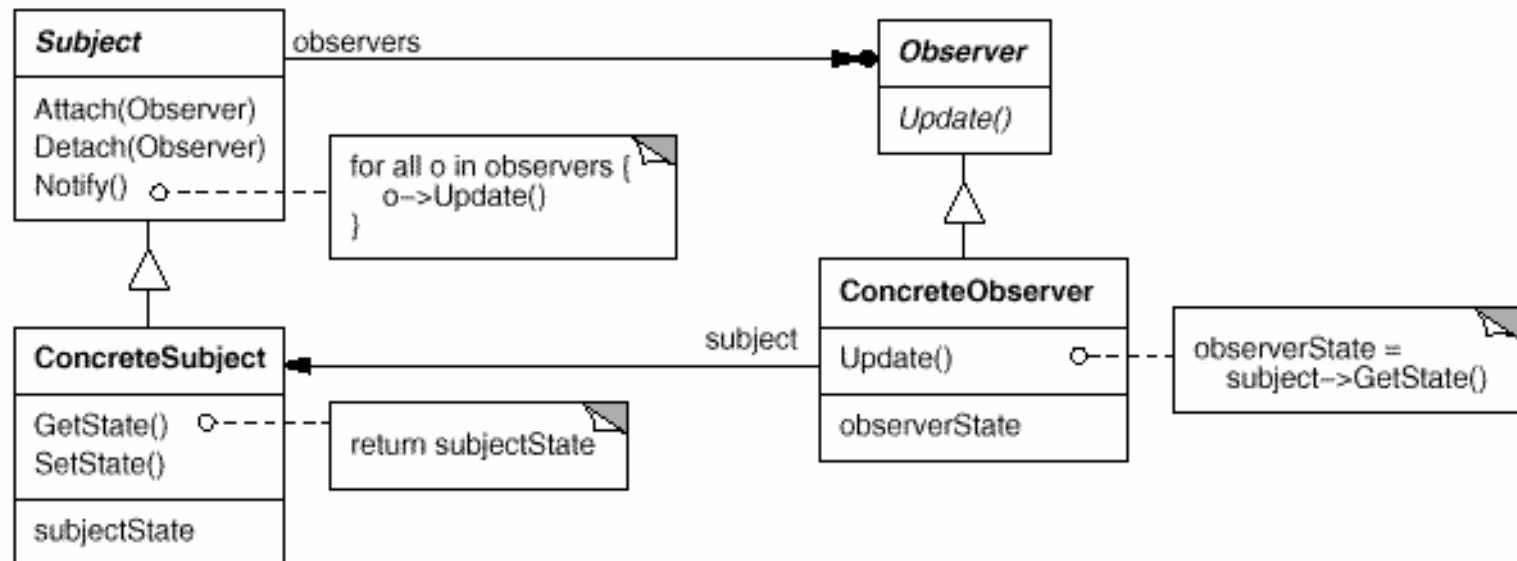 Subject
observers
Observer
Attach(Observer)
Detach(Observer)
Notify()
for all o in observers {
o->Update()
}
Update()
ConcreteSubject
GetState()
SetState()
subjectState
return subjectState
subject
ConcreteObserver
Update()
observerState
observerState =
subject->GetState()